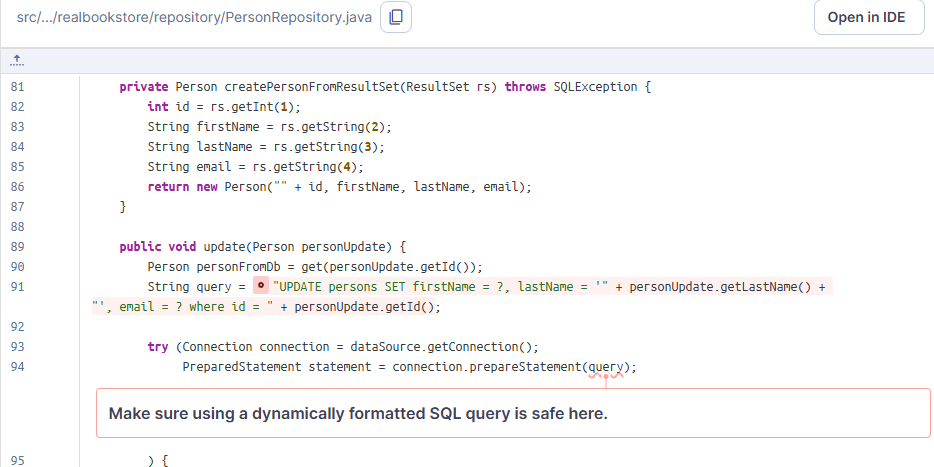 src/.../realbookstore/repository/PersonRepository.java
Open in IDE
81 private Person createPersonFromResultSet(ResultSet rs) throws SQLException {
82 int id = rs.getInt(1);
83 String firstName = rs.getString(2);
84 String lastName = rs.getString(3);
85 String email = rs.getString(4);
86 return new Person("" + id, firstName, lastName, email);
87 }
88
89 public void update(Person personUpdate) {
90 Person personFromDb = get(personUpdate.getId());
91 String query = "UPDATE persons SET firstName = ?, lastName = '" + personUpdate.getLastName() +
"', email = ? where id = " + personUpdate.getId();
92
93 try (Connection connection = dataSource.getConnection();
94 PreparedStatement statement = connection.prepareStatement(query);
Make sure using a dynamically formatted SQL query is safe here.
95 ) {